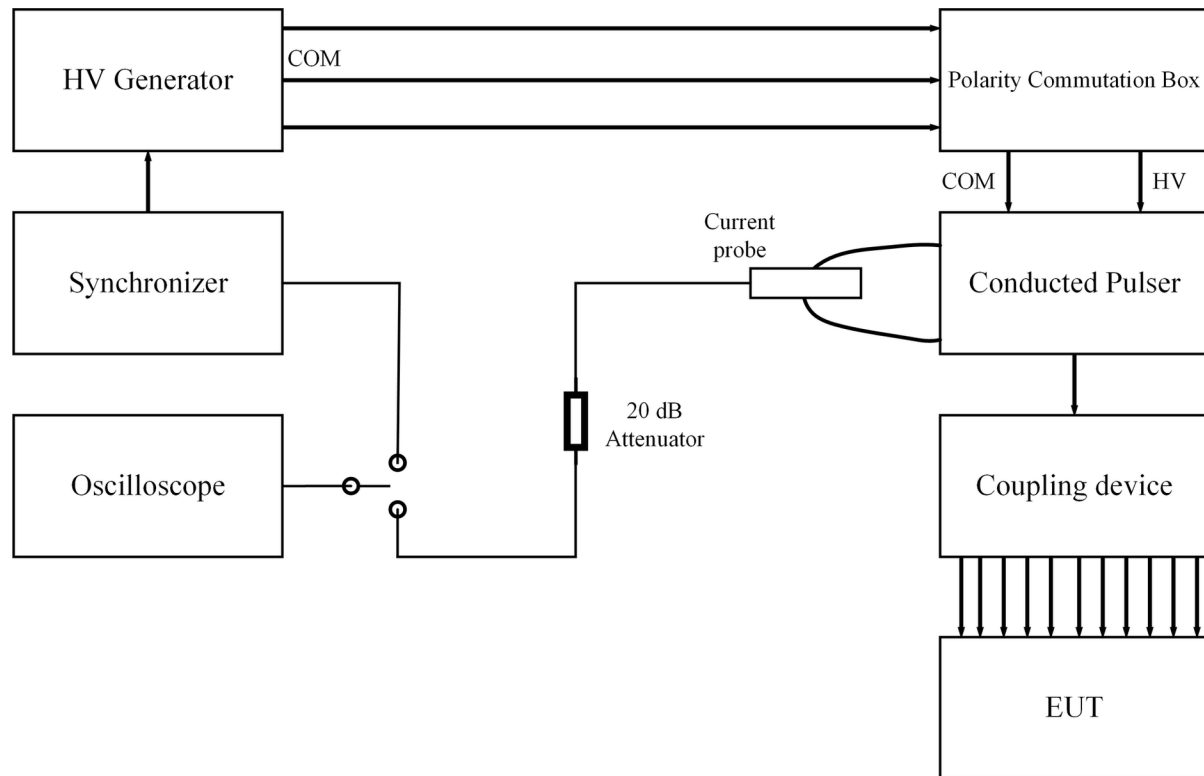 HV Generator
COM
Polarity Commutation Box
COM
HV
Synchronizer
Current
probe
Conducted Pulser
20 dB
Attenuator
Oscilloscope
Coupling device
EUT